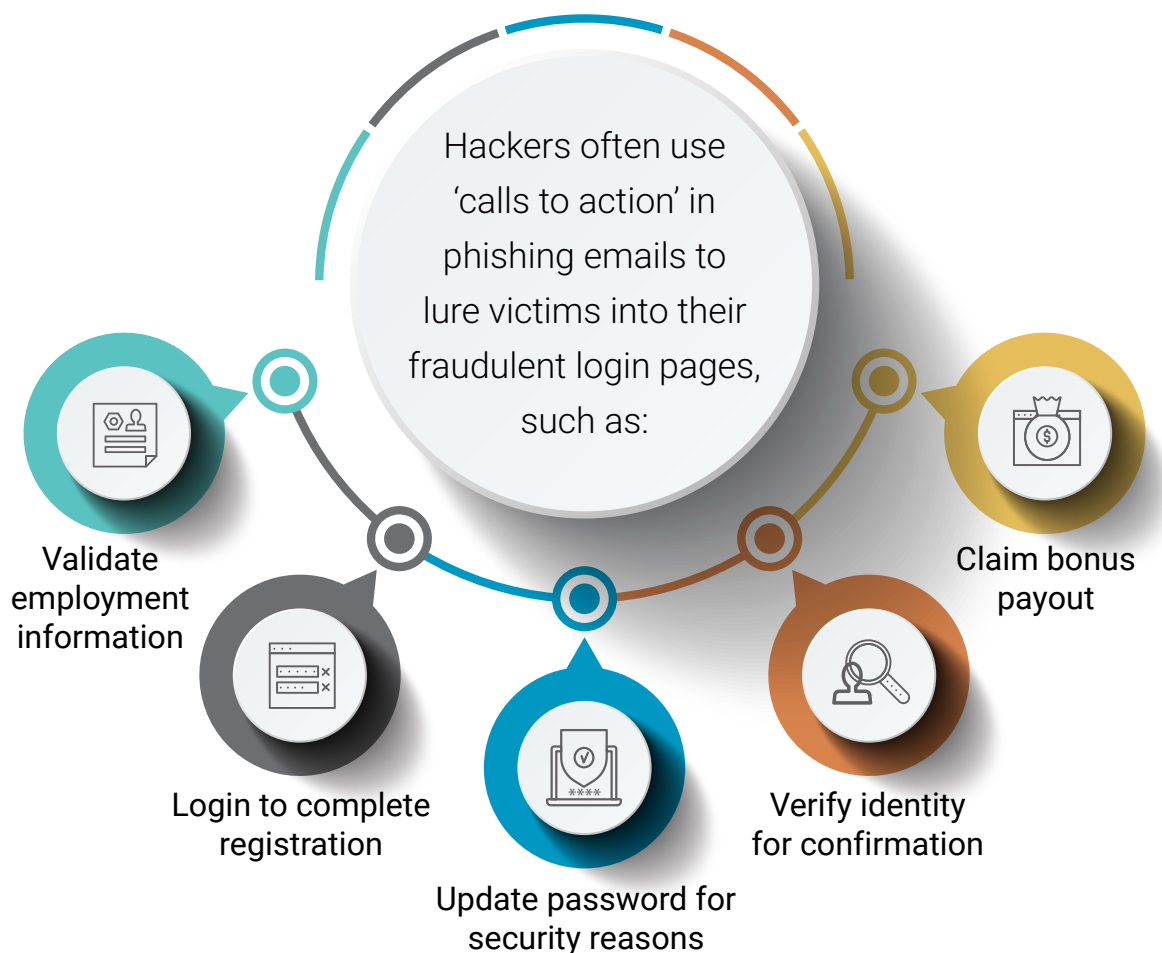 Hackers often use
‘calls to action’ in
phishing emails to
lure victims into their
fraudulent login pages,
such as:
Validate
employment
information
Login to complete
registration
Update password for
security reasons
Verify identity
for confirmation
Claim bonus
payout